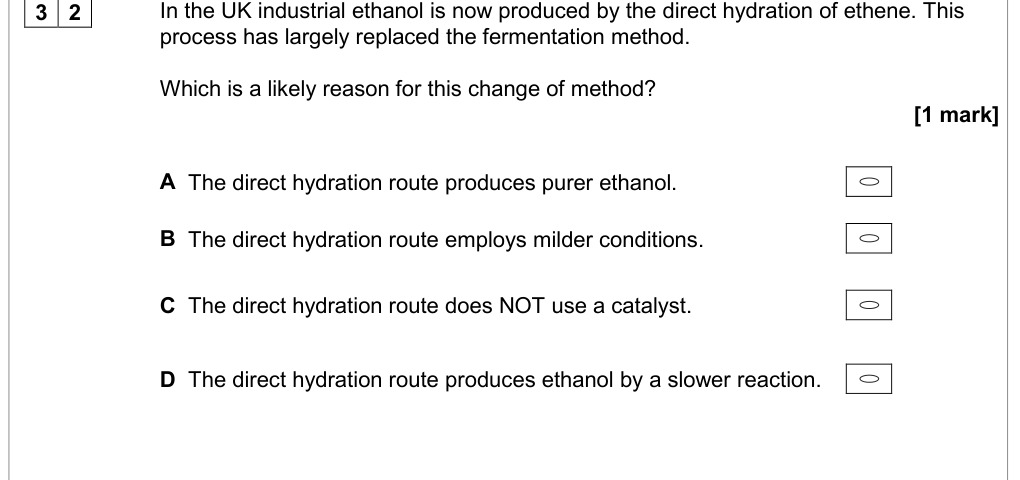 3 2 In the UK industrial ethanol is now produced by the direct hydration of ethene. This
process has largely replaced the fermentation method.
Which is a likely reason for this change of method?
[1 mark]
A The direct hydration route produces purer ethanol.
B The direct hydration route employs milder conditions.
C The direct hydration route does NOT use a catalyst.
D The direct hydration route produces ethanol by a slower reaction.